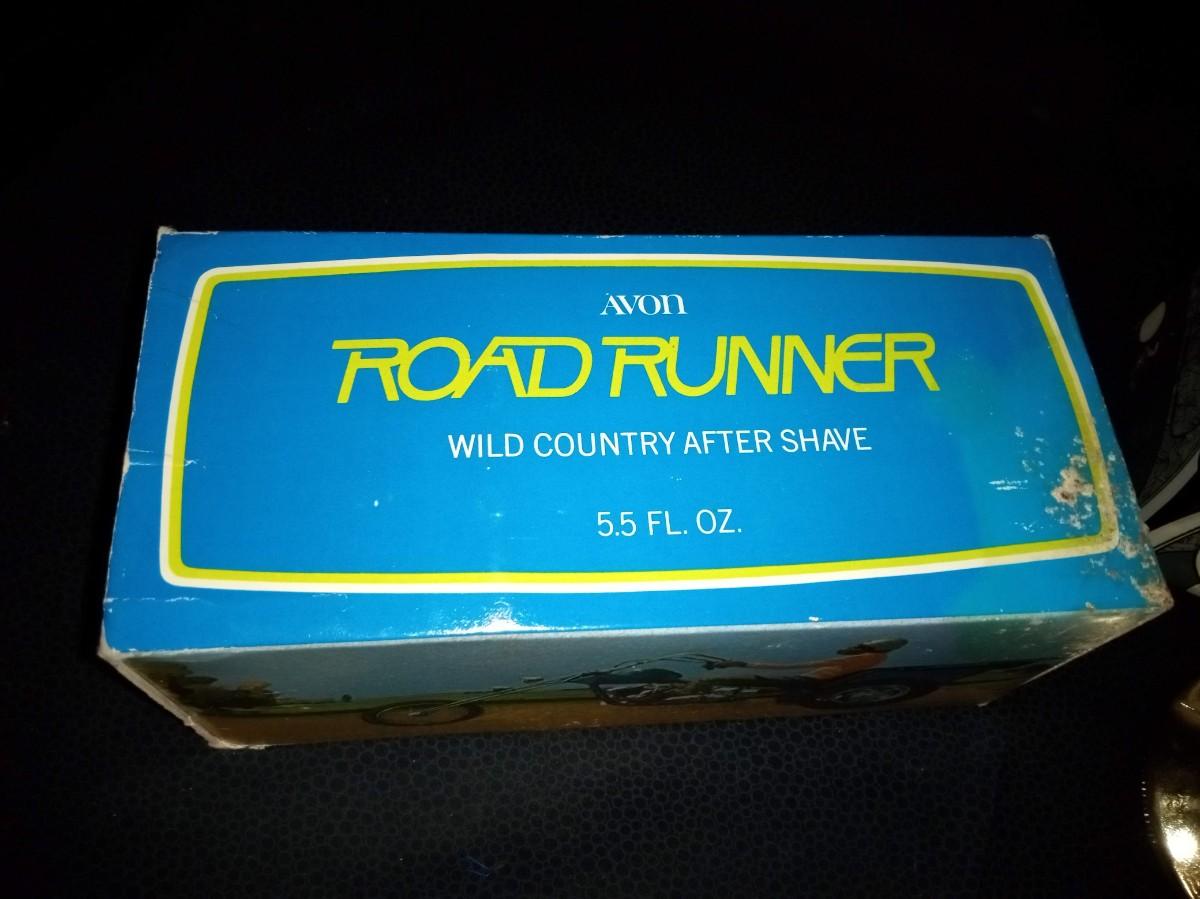 AVON
ROAD RUNNER
WILD COUNTRY AFTER SHAVE
5.5 FL. OZ.